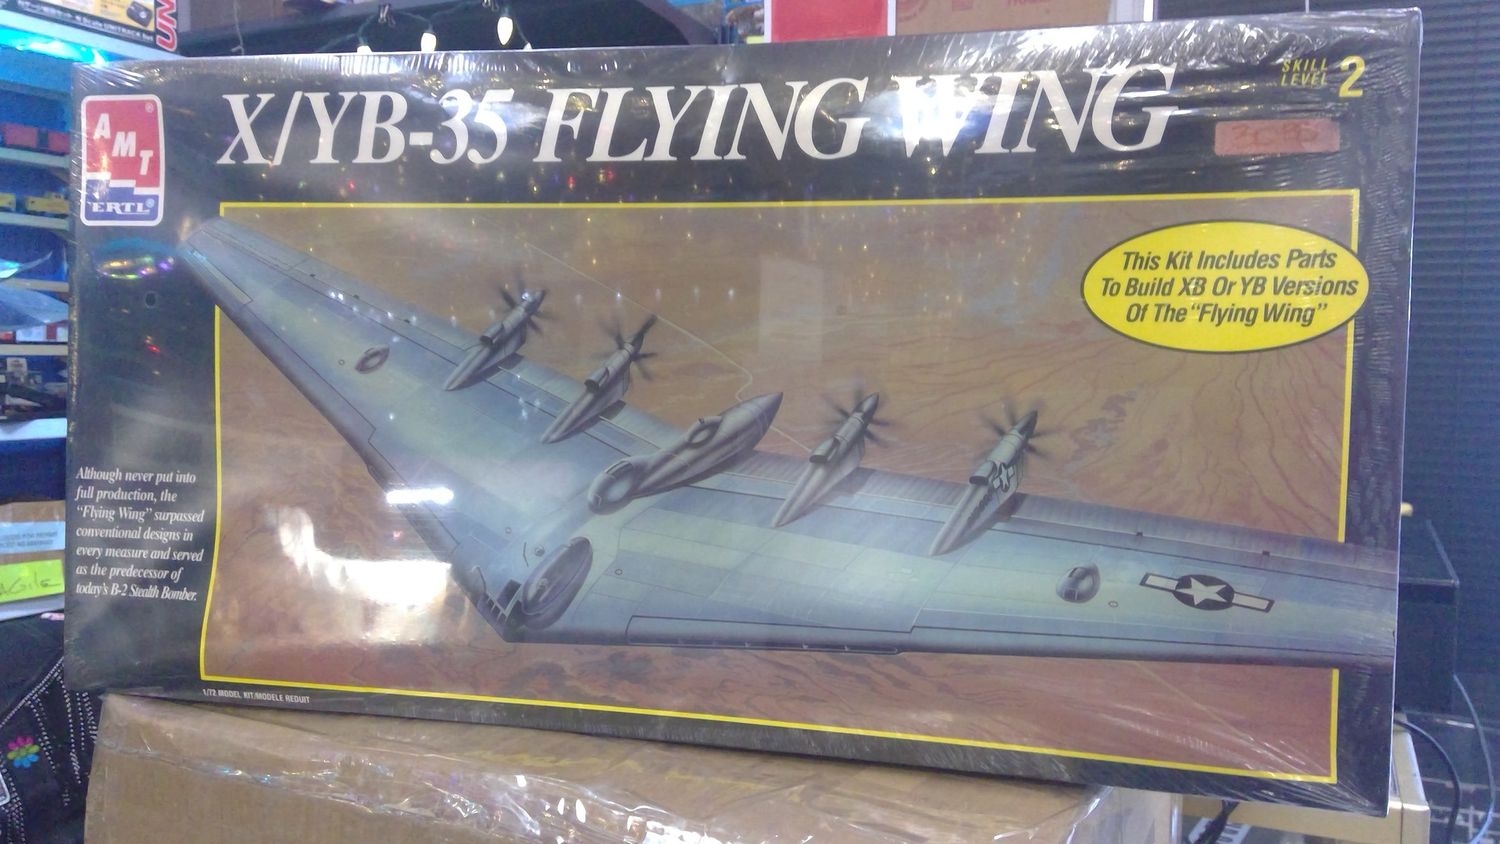 X/YB-35 FLYING WING
SKILL
LEVEL 2
AMT
ERTL
This Kit Includes Parts
To Build XB Or YB Versions
Of The "Flying Wing"
Although never put into
full production, the
"Flying Wing" surpassed
conventional designs in
every measure and served
as the predecessor of
today's B-2 Stealth Bomber.
1/72 MODEL KIT/MODELE REDUIT